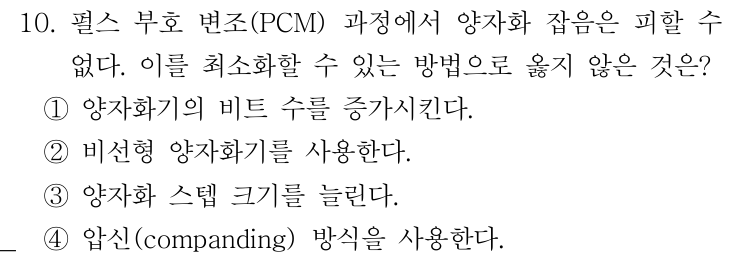 10. 펄스 부호 변조(PCM) 과정에서 양자화 잡음은 피할 수
없다. 이를 최소화할 수 있는 방법으로 옳지 않은 것은?
① 양자화기의 비트 수를 증가시킨다.
② 비선형 양자화기를 사용한다.
③ 양자화 스텝 크기를 늘린다.
④ 압신(companding) 방식을 사용한다.